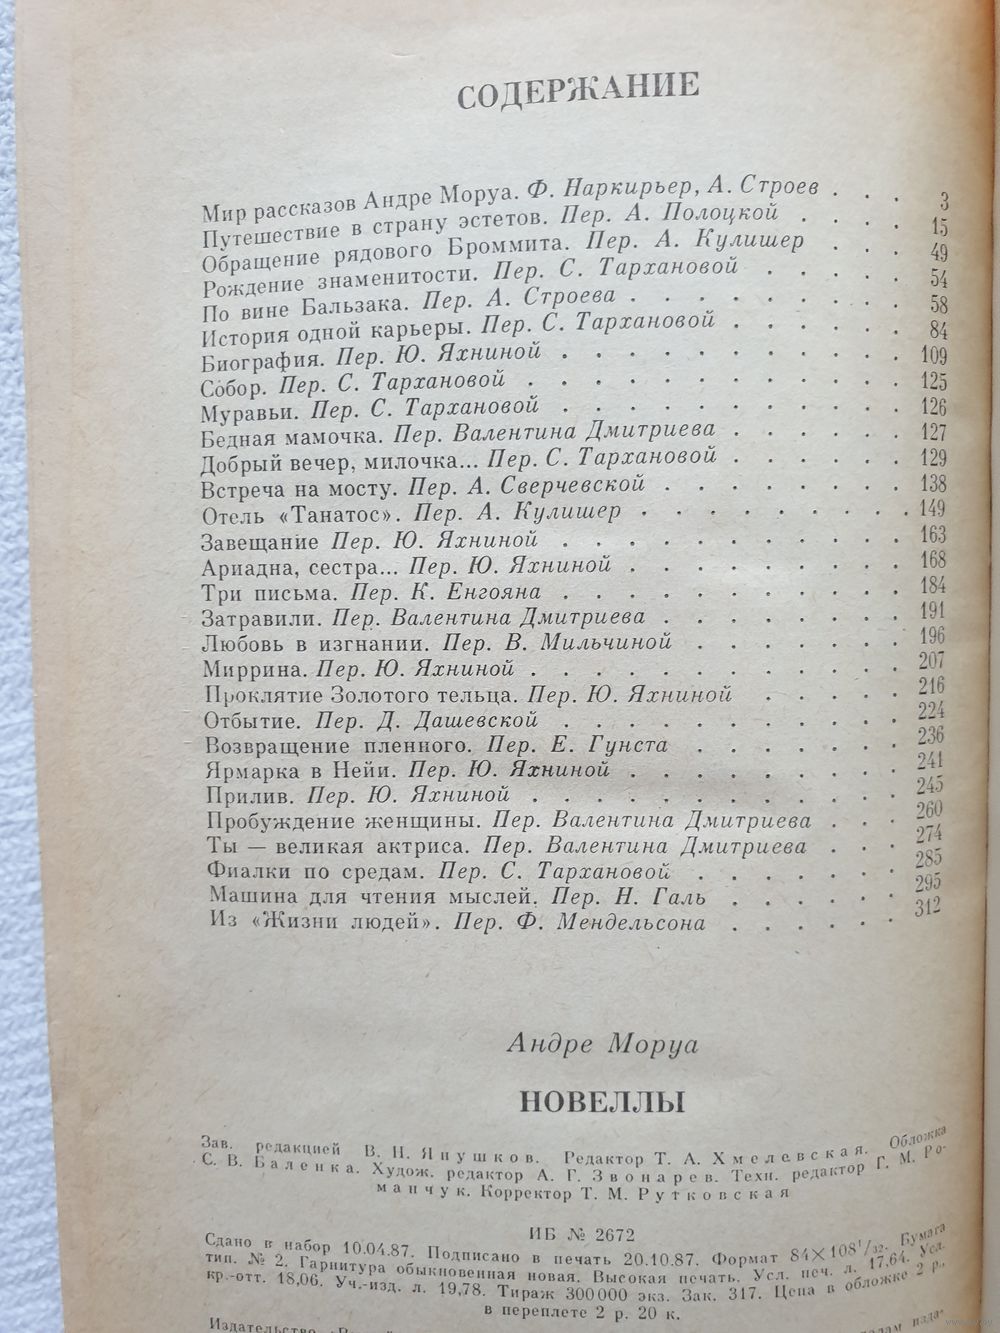 СОДЕРЖАНИЕ
Мир рассказов Андре Моруа. Ф. Наркирьер, А. Строев . . . 3
Путешествие в страну эстетов. Пер. А. Полоцкой . . . . 15
Обращение рядового Броммита. Пер. А. Кулишер . . . 49
Рождение знаменитости. Пер. С. Тархановой . . . . . 54
По вине Бальзака. Пер. А. Строева . . . . . . . . . 58
История одной карьеры. Пер. С. Тархановой . . . . . . 84
Биография. Пер. Ю. Яхниной . . . . . . . . . . . 109
Собор. Пер. С. Тархановой . . . . . . . . . . . . 125
Муравьи. Пер. С. Тархановой . . . . . . . . . . . 126
Бедная мамочка. Пер. Валентина Дмитриева . . . . . . 127
Добрый вечер, милочка... Пер. С. Тархановой . . . . . . 129
Встреча на мосту. Пер. А. Сверчевской . . . . . . . . 138
Отель «Танатос». Пер. А. Кулишер . . . . . . . . . 149
Завещание Пер. Ю. Яхниной . . . . . . . . . . . 163
Ариадна, сестра... Пер. Ю. Яхниной . . . . . . . . . 168
Три письма. Пер. К. Енгояна . . . . . . . . . . . 184
Затравили. Пер. Валентина Дмитриева . . . . . . . . 191
Любовь в изгнании. Пер. В. Мильчиной . . . . . . . 196
Миррина. Пер. Ю. Яхниной . . . . . . . . . . . . 207
Проклятие Золотого тельца. Пер. Ю. Яхниной . . . . . 216
Отбытие. Пер. Д. Дашевской . . . . . . . . . . . 224
Возвращение пленного. Пер. Е. Гунста . . . . . . . 236
Ярмарка в Нейи. Пер. Ю. Яхниной . . . . . . . . . 241
Прилив. Пер. Ю. Яхниной . . . . . . . . . . . . 245
Пробуждение женщины. Пер. Валентина Дмитриева . . . 260
Ты — великая актриса. Пер. Валентина Дмитриева . . . 274
Фиалки по средам. Пер. С. Тархановой . . . . . . . 285
Машина для чтения мыслей. Пер. Н. Галь . . . . . . 295
Из «Жизни людей». Пер. Ф. Мендельсона . . . . . . 312
Андре Моруа
НОВЕЛЛЫ
Зав. редакцией В. И. Янушков. Редактор Т. А. Хмелевская. Обложка
С. В. Баленка. Худож. редактор А. Г. Звонарев. Техн. редактор Г. М. Ро-
манчук. Корректор Т. М. Рутковская
ИБ № 2672
Сдано в набор 10.04.87. Подписано в печать 20.10.87. Формат 84×108¹/₃₂. Бумага
тип. № 2. Гарнитура обыкновенная новая. Высокая печать. Усл. печ. л. 17,64. Усл.
кр.-отт. 18,06. Уч.-изд. л. 19,78. Тираж 300000 экз. Зак. 317. Цена в обложке 2 р.,
в переплете 2 р. 20 к.
Издательство